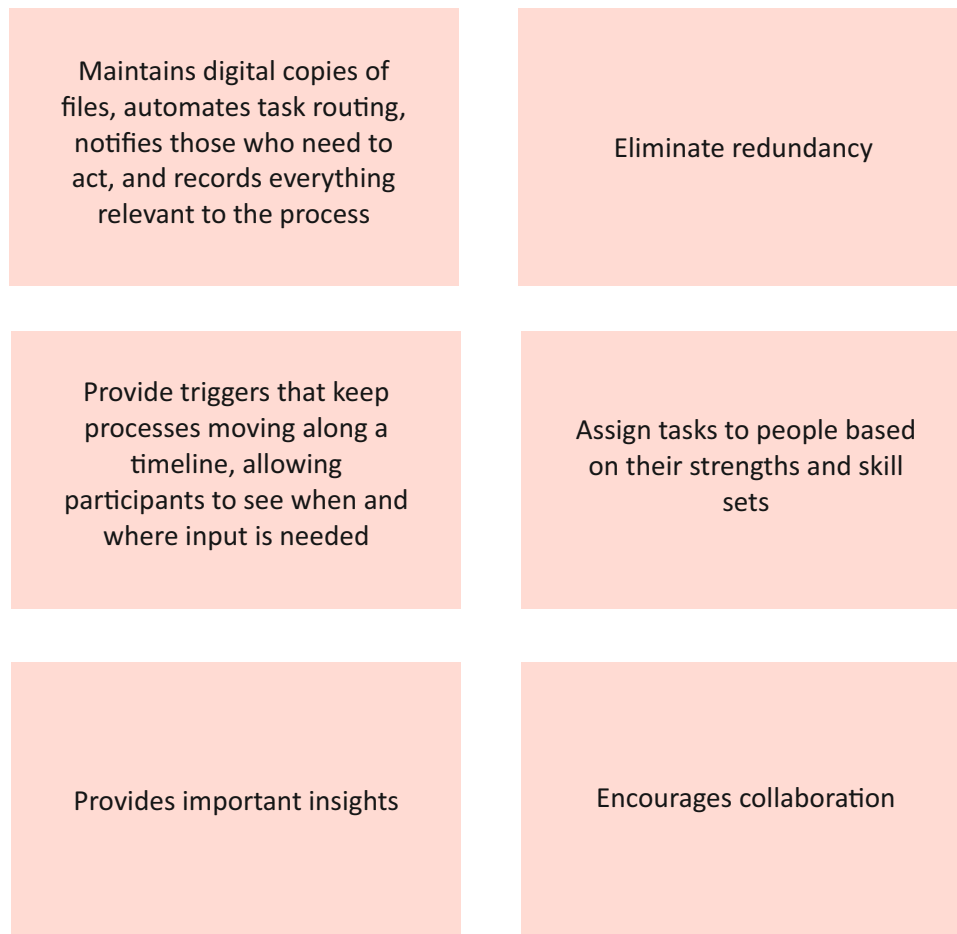 Maintains digital copies of
files, automates task routing,
notifies those who need to
act, and records everything
relevant to the process
Eliminate redundancy
Provide triggers that keep
processes moving along a
timeline, allowing
participants to see when and
where input is needed
Assign tasks to people based
on their strengths and skill
sets
Provides important insights
Encourages collaboration